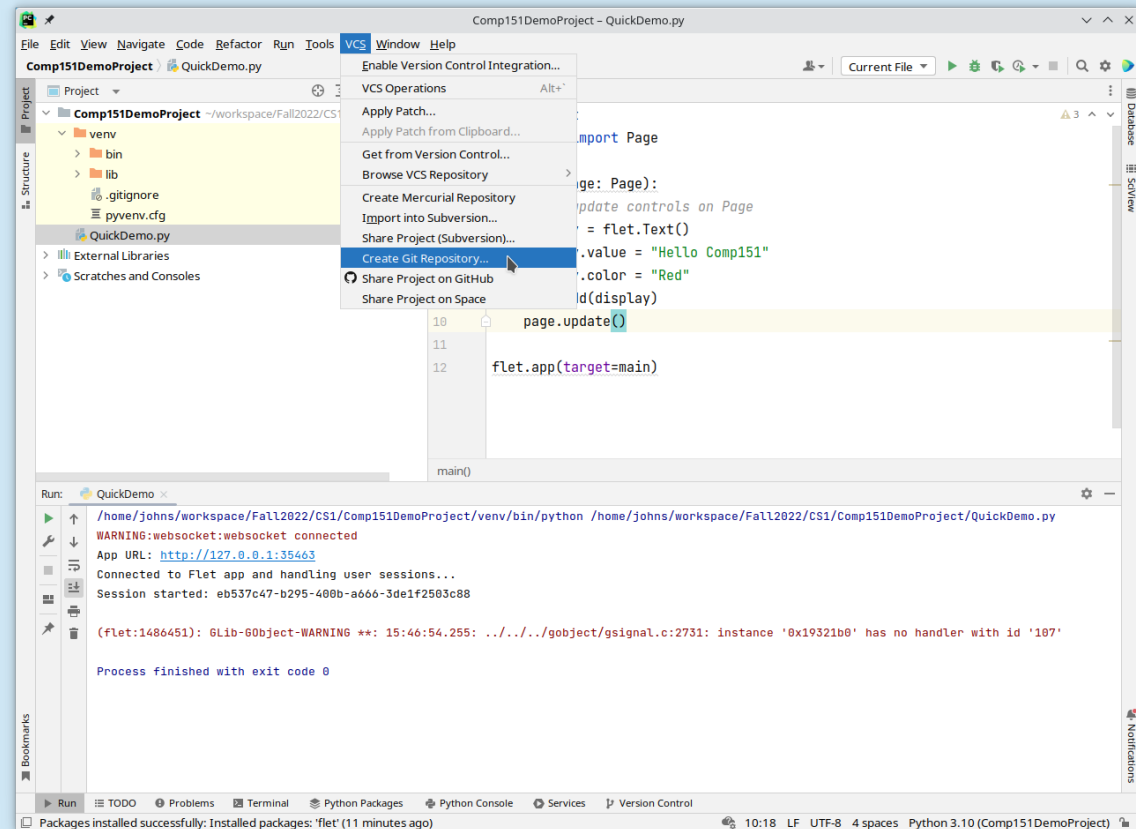 Comp151DemoProject – QuickDemo.py
File Edit View Navigate Code Refactor Run Tools VCS Window Help
Comp151DemoProject QuickDemo.py
Current File
Enable Version Control Integration...
VCS Operations Alt+`
Apply Patch...
Apply Patch from Clipboard...
Get from Version Control...
Browse VCS Repository
Create Mercurial Repository
Import into Subversion...
Share Project (Subversion)...
Create Git Repository...
Share Project on GitHub
Share Project on Space
Project
Structure
Bookmarks
Project
Comp151DemoProject ~/workspace/Fall2022/CS1
venv
bin
lib
.gitignore
pyvenv.cfg
QuickDemo.py
External Libraries
Scratches and Consoles
3
import Page
ge: Page):
pdate controls on Page
= flet.Text()
.value = "Hello Comp151"
.color = "Red"
d(display)
10 page.update()
11
12 flet.app(target=main)
main()
Database
SciView
Notifications
Run: QuickDemo
/home/johns/workspace/Fall2022/CS1/Comp151DemoProject/venv/bin/python /home/johns/workspace/Fall2022/CS1/Comp151DemoProject/QuickDemo.py
WARNING:websocket:websocket connected
App URL: http://127.0.0.1:35463
Connected to Flet app and handling user sessions...
Session started: eb537c47-b295-400b-a666-3de1f2503c88
(flet:1486451): GLib-GObject-WARNING **: 15:46:54.255: ../../../gobject/gsignal.c:2731: instance '0x19321b0' has no handler with id '107'
Process finished with exit code 0
Run TODO Problems Terminal Python Packages Python Console Services Version Control
Packages installed successfully: Installed packages: 'flet' (11 minutes ago) 10:18 LF UTF-8 4 spaces Python 3.10 (Comp151DemoProject)